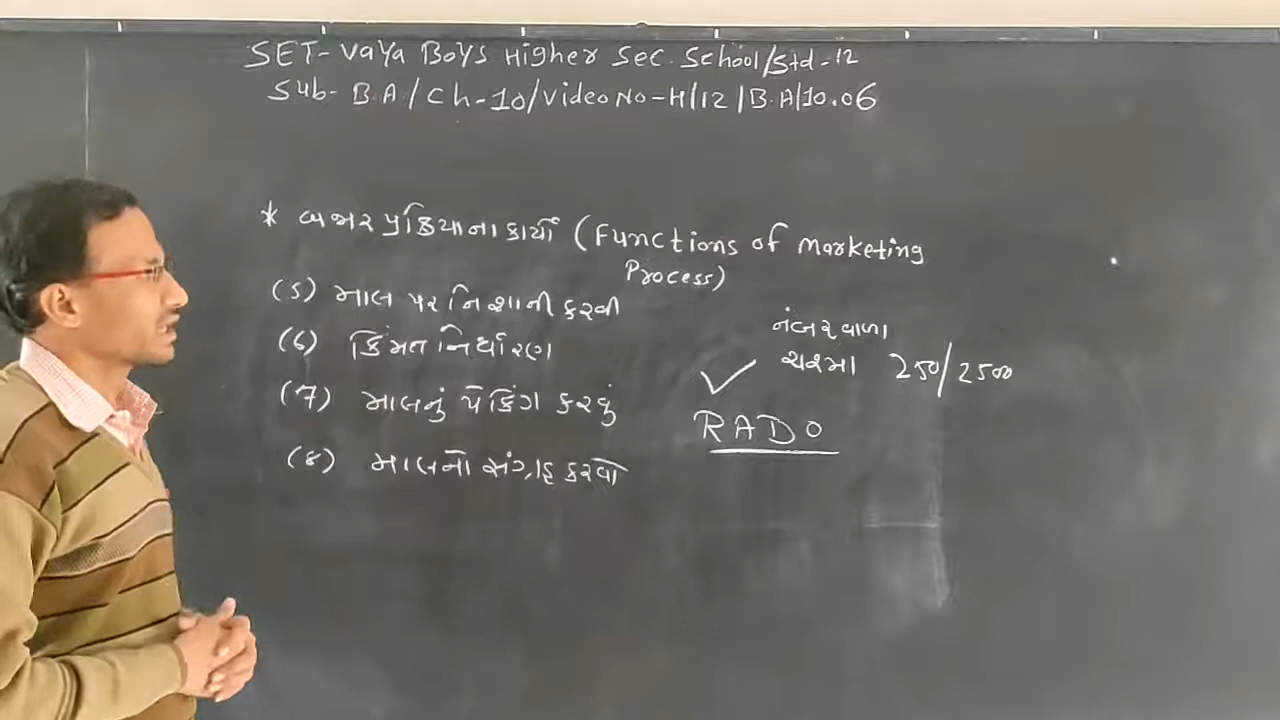 SET-Vaya Boys Higher Sec. School/Std-12
Sub- B.A/Ch-10/Video No-H/12/B.A/10.06
* બજાર પ્રક્રિયાના કાર્યો (Functions of Marketing Process)
(5) માલ પર નિશાની કરવી
(6) કિંમત નિર્ધારણ
(7) માલનું પેકિંગ કરવું
(8) માલનો સંગ્રહ કરવો
નંબરવાળા
ચશ્મા 250/2500
RADO